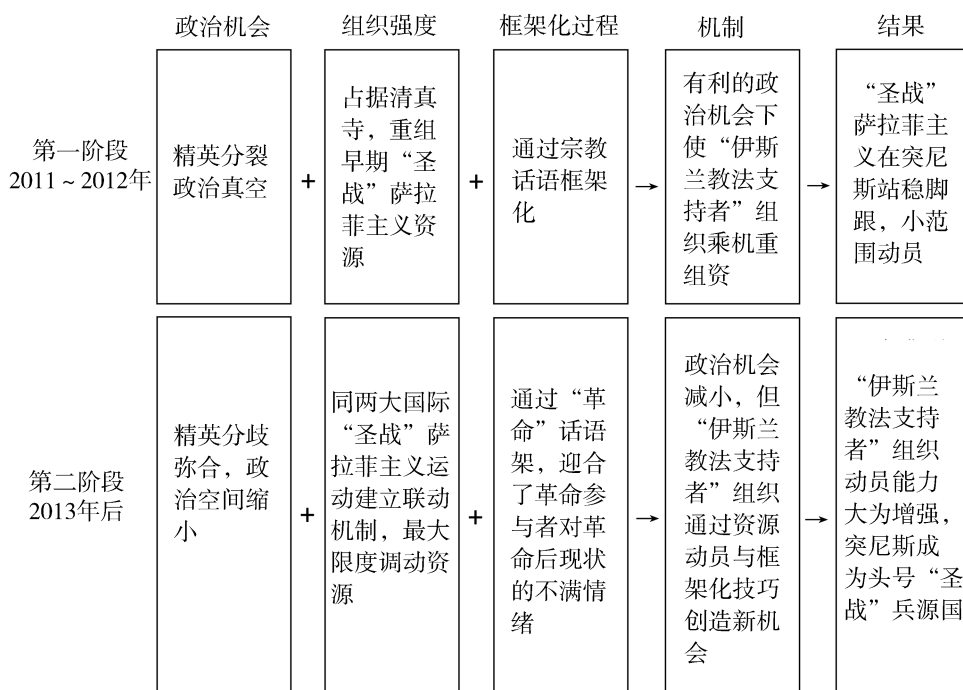 政治机会
组织强度
框架化过程
机制
结果
第一阶段
2011~2012年
精英分裂
政治真空
+
占据清真
寺，重组
早期“圣
战”萨拉
菲主义资
源
+
通过宗教
话语框架
化
有利的政
治机会下
使“伊斯
兰教法支
持者”组
织乘机重
组资
“圣战”
萨拉菲主
义在突尼
斯站稳脚
跟，小范
围动员
第二阶段
2013年后
精英分歧
弥合，政
治空间缩
小
+
同两大国际
“圣战”萨
拉菲主义运
动建立联动
机制，最大
限度调动资
源
+
通过“革
命”话语
架，迎合
了革命参
与者对革
命后现状
的不满情
绪
政治机会
减小，但
“伊斯兰
教法支持
者”组织
通过资源
动员与框
架化技巧
创造新机
会
“伊斯兰
教法支持
者”组织
动员能力
大为增强，
突尼斯成
为头号“圣
战”兵源国